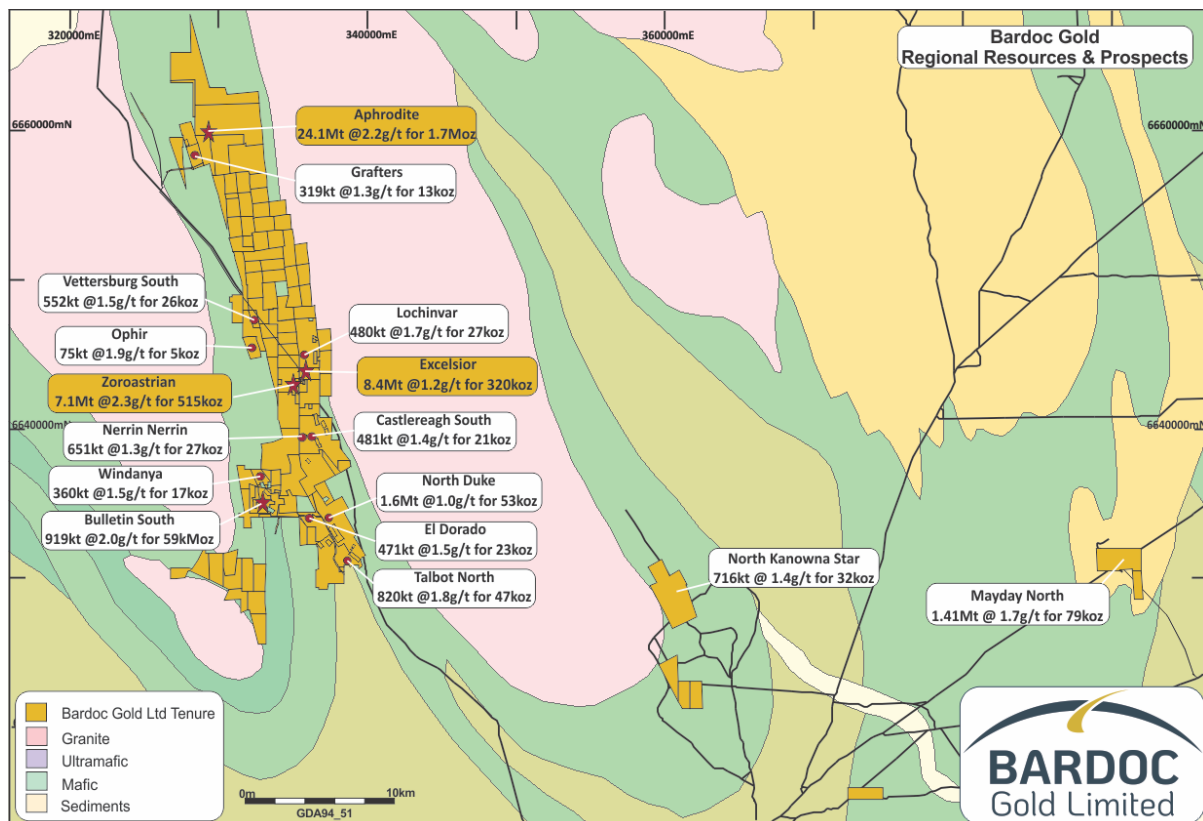 320000mE
340000mE
360000mE
Bardoc Gold
Regional Resources & Prospects
6660000mN
6660000mN
Aphrodite
24.1Mt @2.2g/t for 1.7Moz
Grafters
319kt @1.3g/t for 13koz
Vettersburg South
552kt @1.5g/t for 26koz
Lochinvar
480kt @1.7g/t for 27koz
Ophir
75kt @1.9g/t for 5koz
Excelsior
8.4Mt @1.2g/t for 320koz
Zoroastrian
7.1Mt @2.3g/t for 515koz
Castlereagh South
481kt @1.4g/t for 21koz
6640000mN
6640000mN
Nerrin Nerrin
651kt @1.3g/t for 27koz
Windanya
360kt @1.5g/t for 17koz
North Duke
1.6Mt @1.0g/t for 53koz
Bulletin South
919kt @2.0g/t for 59kMoz
El Dorado
471kt @1.5g/t for 23koz
North Kanowna Star
716kt @ 1.4g/t for 32koz
Talbot North
820kt @1.8g/t for 47koz
Mayday North
1.41Mt @ 1.7g/t for 79koz
Bardoc Gold Ltd Tenure
Granite
Ultramafic
Mafic
Sediments
0m
10km
GDA94_51
BARDOC
Gold Limited